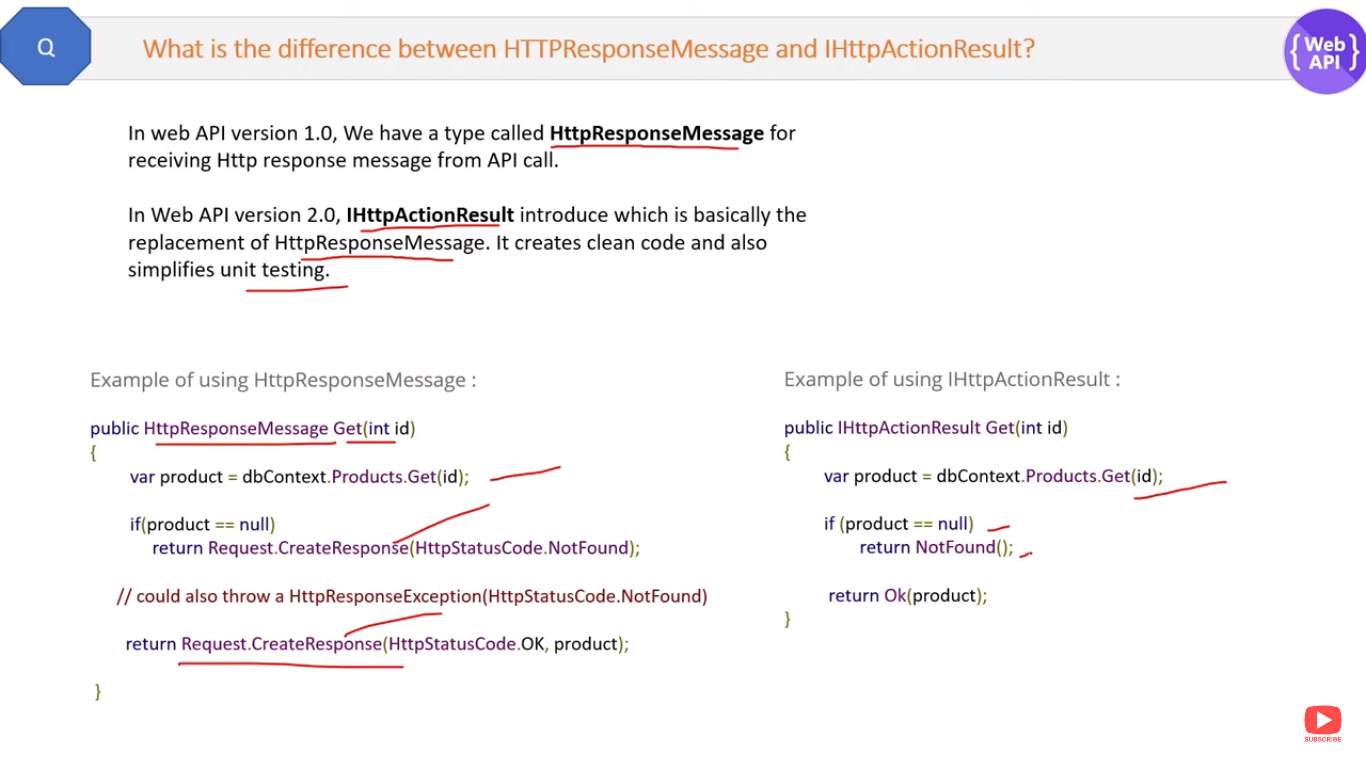 Q
What is the difference between HTTPResponseMessage and IHttpActionResult?
{Web
API}
In web API version 1.0, We have a type called HttpResponseMessage for
receiving Http response message from API call.
In Web API version 2.0, IHttpActionResult introduce which is basically the
replacement of HttpResponseMessage. It creates clean code and also
simplifies unit testing.
Example of using HttpResponseMessage :
public HttpResponseMessage Get(int id)
{
var product = dbContext.Products.Get(id);
if(product == null)
return Request.CreateResponse(HttpStatusCode.NotFound);
// could also throw a HttpResponseException(HttpStatusCode.NotFound)
return Request.CreateResponse(HttpStatusCode.OK, product);
}
Example of using IHttpActionResult :
public IHttpActionResult Get(int id)
{
var product = dbContext.Products.Get(id);
if (product == null)
return NotFound();
return Ok(product);
}
SUBSCRIBE